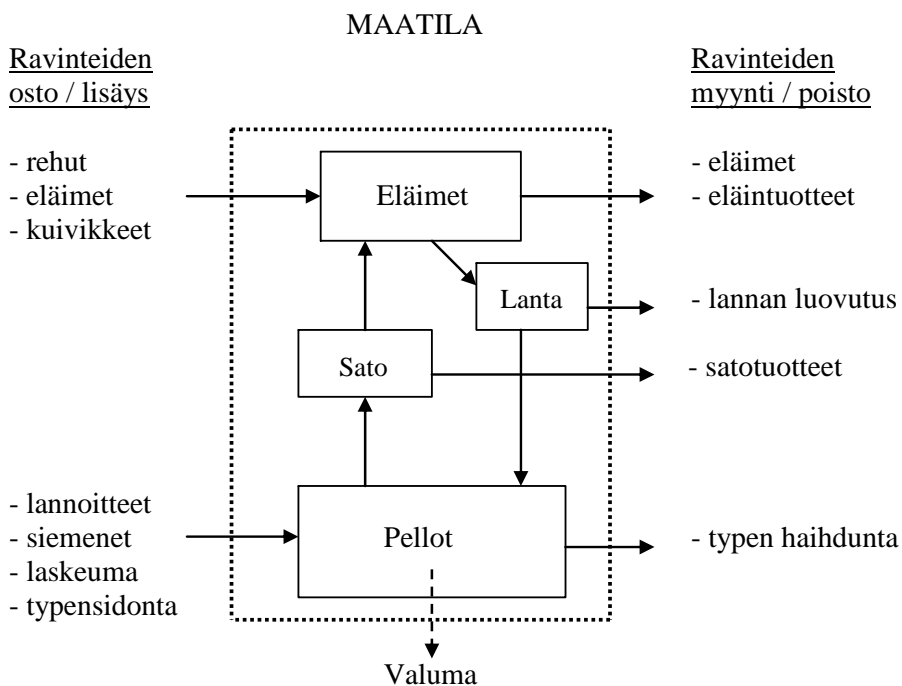 MAATILA
Ravinteiden
osto / lisäys
Ravinteiden
myynti / poisto
- rehut
- eläimet
- kuivikkeet
Eläimet
- eläimet
- eläintuotteet
Lanta
- lannan luovutus
Sato
- satotuotteet
- lannoitteet
- siemenet
- laskeuma
- typensidonta
Pellot
- typen haihdunta
Valuma